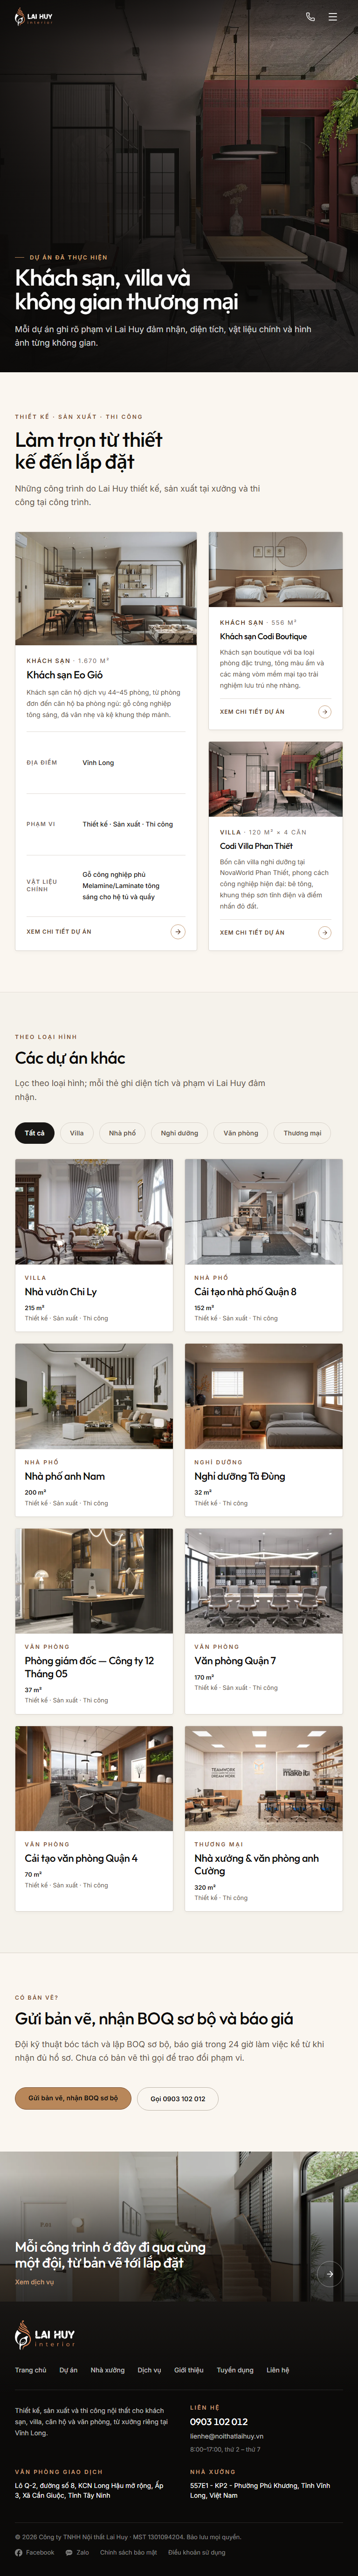 LAI HUY
interior
DỰ ÁN ĐÃ THỰC HIỆN
Khách sạn, villa và
không gian thương mại
Mỗi dự án ghi rõ phạm vi Lai Huy đảm nhận, diện tích, vật liệu chính và hình
ảnh từng không gian.
THIẾT KẾ · SẢN XUẤT · THI CÔNG
Làm trọn từ thiết
kế đến lắp đặt
Những công trình do Lai Huy thiết kế, sản xuất tại xưởng và thi
công tại công trình.
KHÁCH SẠN · 1.670 M²
Khách sạn Eo Gió
Khách sạn căn hộ dịch vụ 44–45 phòng, từ phòng
đơn đến căn hộ ba phòng ngủ: gỗ công nghiệp
tông sáng, đá vân nhẹ và kệ khung thép mảnh.
ĐỊA ĐIỂM
Vĩnh Long
PHẠM VI
Thiết kế · Sản xuất · Thi công
VẬT LIỆU
CHÍNH
Gỗ công nghiệp phủ
Melamine/Laminate tông
sáng cho hệ tủ và quầy
XEM CHI TIẾT DỰ ÁN
KHÁCH SẠN · 556 M²
Khách sạn Codi Boutique
Khách sạn boutique với ba loại
phòng đặc trưng, tông màu ấm và
các mảng vòm mềm mại tạo trải
nghiệm lưu trú nhẹ nhàng.
XEM CHI TIẾT DỰ ÁN
VILLA · 120 M² × 4 CĂN
Codi Villa Phan Thiết
Bốn căn villa nghỉ dưỡng tại
NovaWorld Phan Thiết, phong cách
công nghiệp hiện đại: bê tông,
khung thép sơn tĩnh điện và điểm
nhấn đỏ đất.
XEM CHI TIẾT DỰ ÁN
THEO LOẠI HÌNH
Các dự án khác
Lọc theo loại hình; mỗi thẻ ghi diện tích và phạm vi Lai Huy đảm
nhận.
Tất cả
Villa
Nhà phố
Nghỉ dưỡng
Văn phòng
Thương mại
VILLA
Nhà vườn Chi Ly
215 m²
Thiết kế · Sản xuất · Thi công
NHÀ PHỐ
Cải tạo nhà phố Quận 8
152 m²
Thiết kế · Sản xuất · Thi công
NHÀ PHỐ
Nhà phố anh Nam
200 m²
Thiết kế · Sản xuất · Thi công
NGHỈ DƯỠNG
Nghỉ dưỡng Tà Đùng
32 m²
Thiết kế · Thi công
VĂN PHÒNG
Phòng giám đốc — Công ty 12
Tháng 05
37 m²
Thiết kế · Sản xuất · Thi công
VĂN PHÒNG
Văn phòng Quận 7
170 m²
Thiết kế · Sản xuất · Thi công
TEAMWORK
DREAM WORK
make it
VĂN PHÒNG
Cải tạo văn phòng Quận 4
70 m²
Thiết kế · Sản xuất · Thi công
THƯƠNG MẠI
Nhà xưởng & văn phòng anh
Cường
320 m²
Thiết kế · Thi công
CÓ BẢN VẼ?
Gửi bản vẽ, nhận BOQ sơ bộ và báo giá
Đội kỹ thuật bóc tách và lập BOQ sơ bộ, báo giá trong 24 giờ làm việc kể từ khi
nhận đủ hồ sơ. Chưa có bản vẽ thì gọi để trao đổi phạm vi.
Gửi bản vẽ, nhận BOQ sơ bộ
Gọi 0903 102 012
Mỗi công trình ở đây đi qua cùng
một đội, từ bản vẽ tới lắp đặt
Xem dịch vụ
LAI HUY
interior
Trang chủ
Dự án
Nhà xưởng
Dịch vụ
Giới thiệu
Tuyển dụng
Liên hệ
Thiết kế, sản xuất và thi công nội thất cho khách
sạn, villa, căn hộ và văn phòng, từ xưởng riêng tại
Vĩnh Long.
LIÊN HỆ
0903 102 012
lienhe@noithatlaihuy.vn
8:00–17:00, thứ 2 – thứ 7
VĂN PHÒNG GIAO DỊCH
Lô Q-2, đường số 8, KCN Long Hậu mở rộng, Ấp
3, Xã Cần Giuộc, Tỉnh Tây Ninh
NHÀ XƯỞNG
557E1 - KP2 - Phường Phú Khương, Tỉnh Vĩnh
Long, Việt Nam
© 2026 Công ty TNHH Nội thất Lai Huy · MST 1301094204. Bảo lưu mọi quyền.
Facebook
Zalo
Chính sách bảo mật
Điều khoản sử dụng